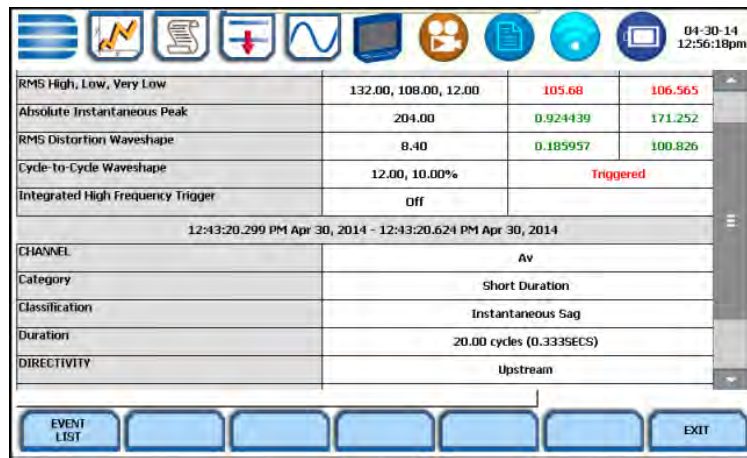 04-30-14
12:56:18pm
RMS High, Low, Very Low 132.00, 108.00, 12.00 105.68 106.565
Absolute Instantaneous Peak 204.00 0.924439 171.252
RMS Distortion Waveshape 8.40 0.185957 100.826
Cycle-to-Cycle Waveshape 12.00, 10.00% Triggered
Integrated High Frequency Trigger Off
12:43:20.299 PM Apr 30, 2014 - 12:43:20.624 PM Apr 30, 2014
CHANNEL Av
Category Short Duration
Classification Instantaneous Sag
Duration 20.00 cycles (0.333SECS)
DIRECTIVITY Upstream
EVENT
LIST
EXIT